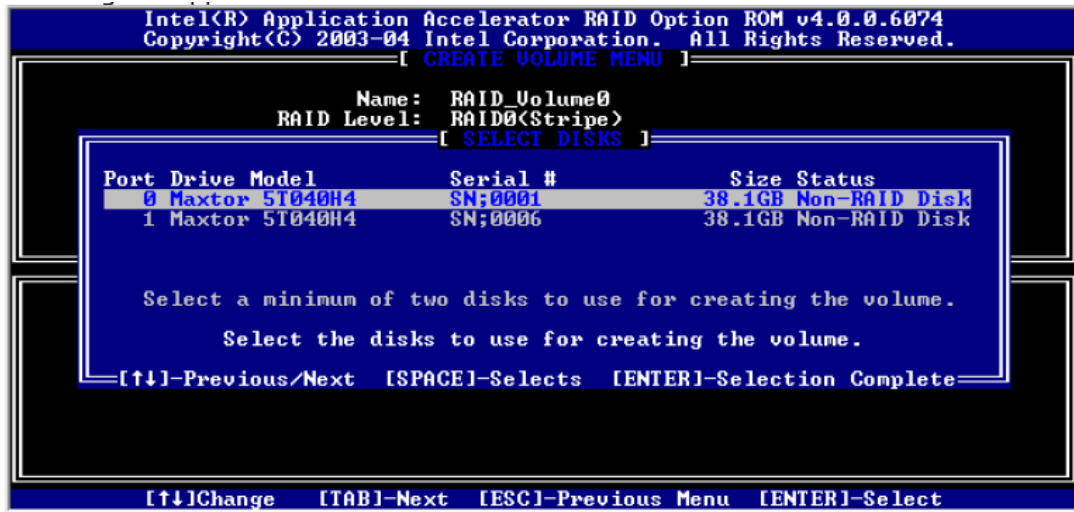 Intel(R) Application Accelerator RAID Option ROM v4.0.0.6074
Copyright(C) 2003-04 Intel Corporation. All Rights Reserved.
[ CREATE VOLUME MENU ]
Name: RAID_Volume0
RAID Level: RAID0(Stripe)
[ SELECT DISKS ]
Port Drive Model Serial # Size Status
0 Maxtor 5T040H4 SN;0001 38.1GB Non-RAID Disk
1 Maxtor 5T040H4 SN;0006 38.1GB Non-RAID Disk
Select a minimum of two disks to use for creating the volume.
Select the disks to use for creating the volume.
[↑↓]-Previous/Next [SPACE]-Selects [ENTER]-Selection Complete
[↑↓]Change [TAB]-Next [ESC]-Previous Menu [ENTER]-Select